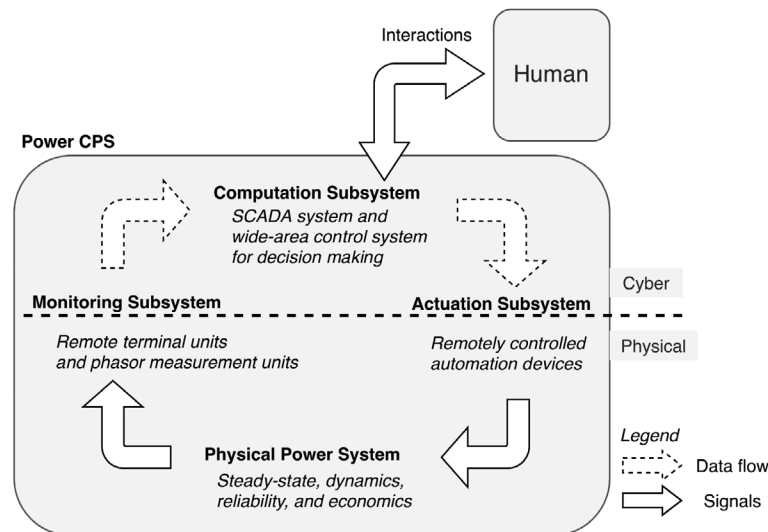 Interactions
Human
Power CPS
Computation Subsystem
SCADA system and
wide-area control system
for decision making
Monitoring Subsystem
Actuation Subsystem
Cyber
Physical
Remote terminal units
and phasor measurement units
Remotely controlled
automation devices
Physical Power System
Steady-state, dynamics,
reliability, and economics
Legend
Data flow
Signals